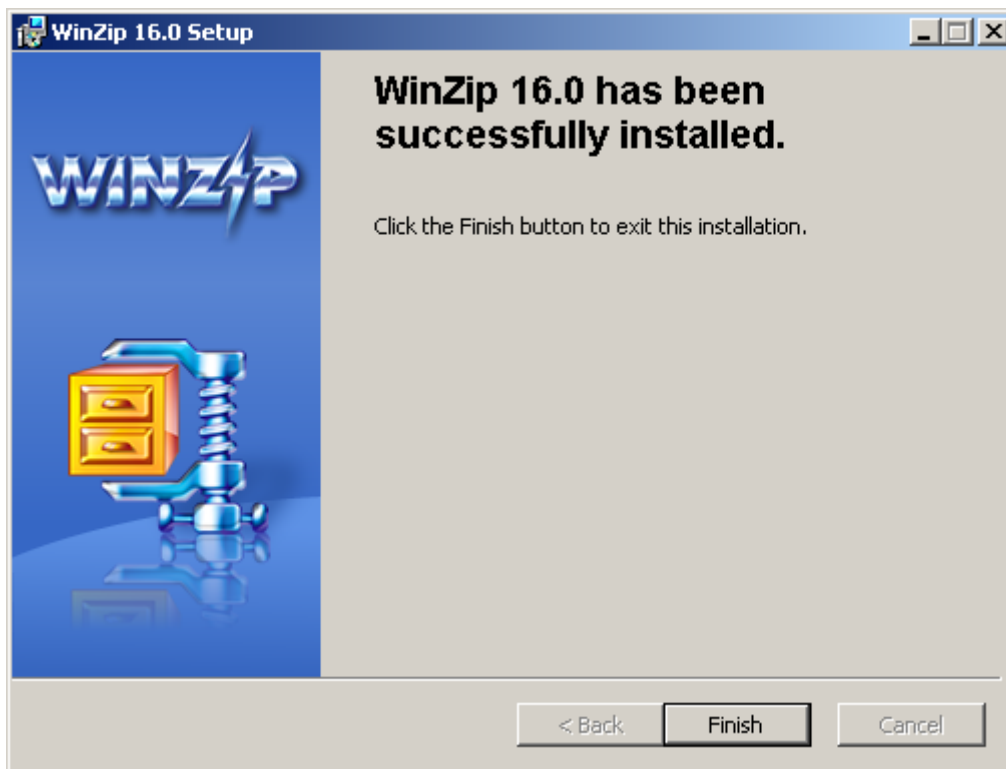 WinZip 16.0 Setup
WINZIP
WinZip 16.0 has been
successfully installed.
Click the Finish button to exit this installation.
< Back
Finish
Cancel